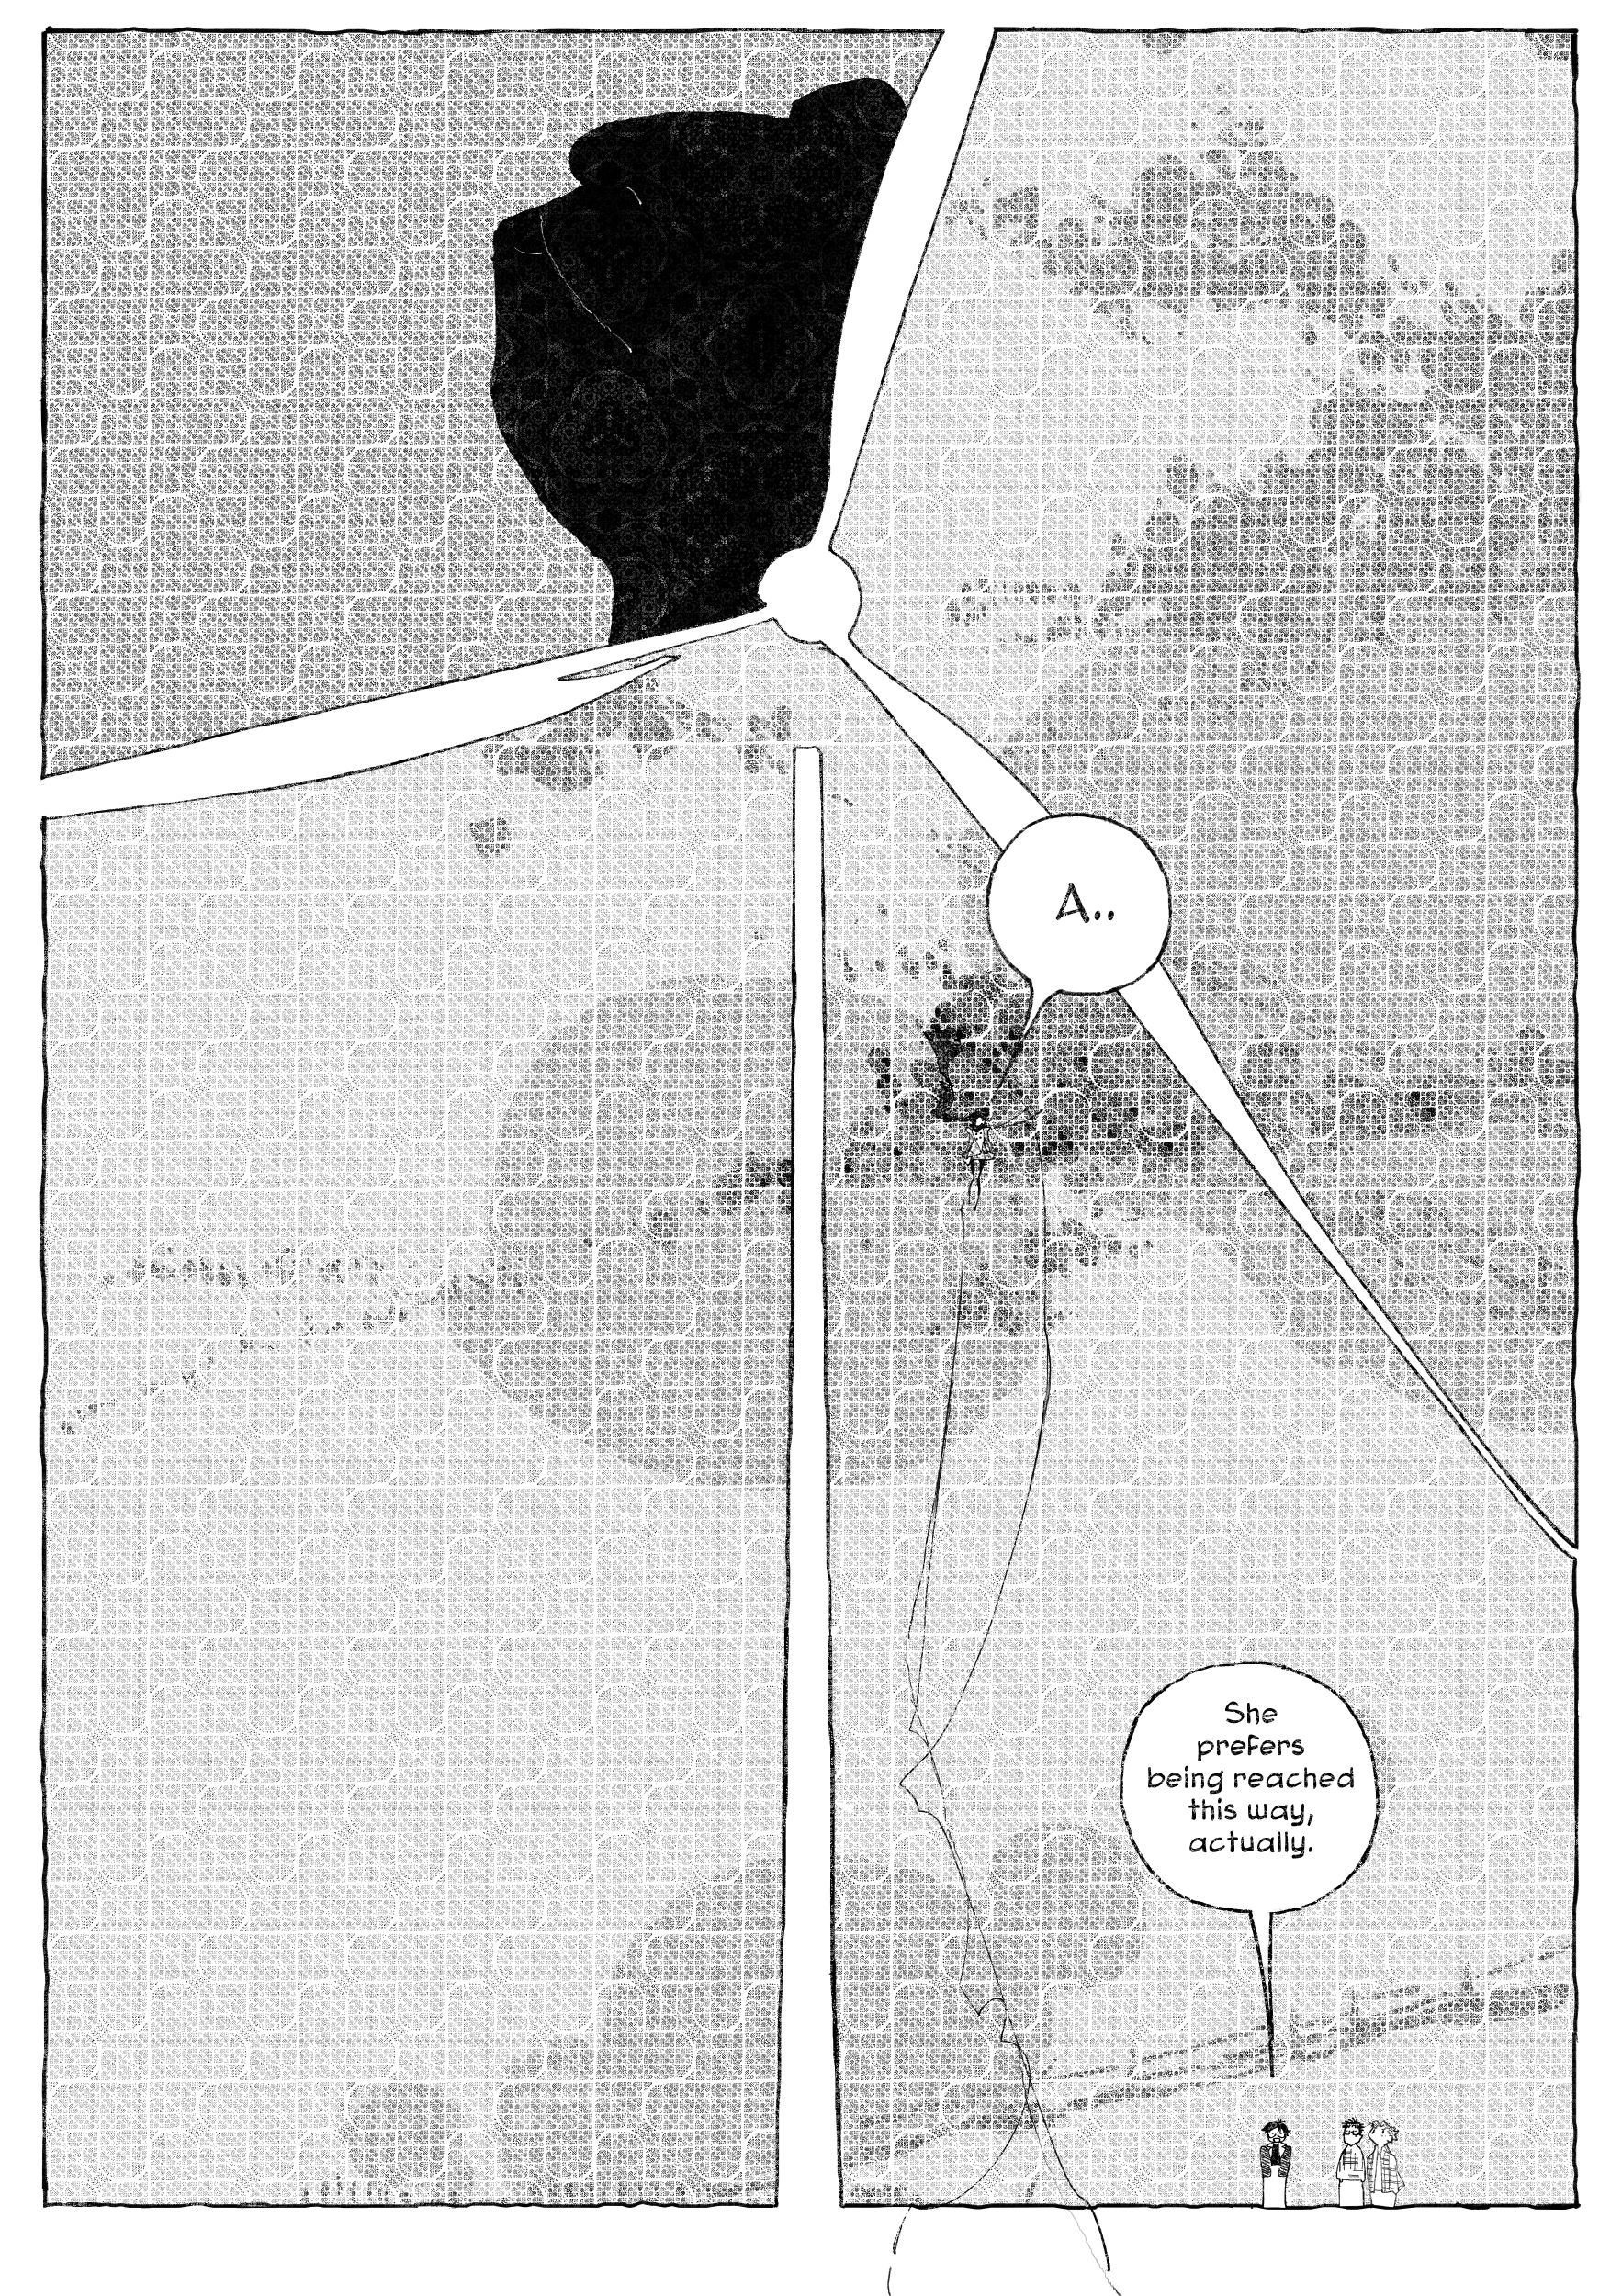 A..
She
prefers
being reached
this way,
actually.